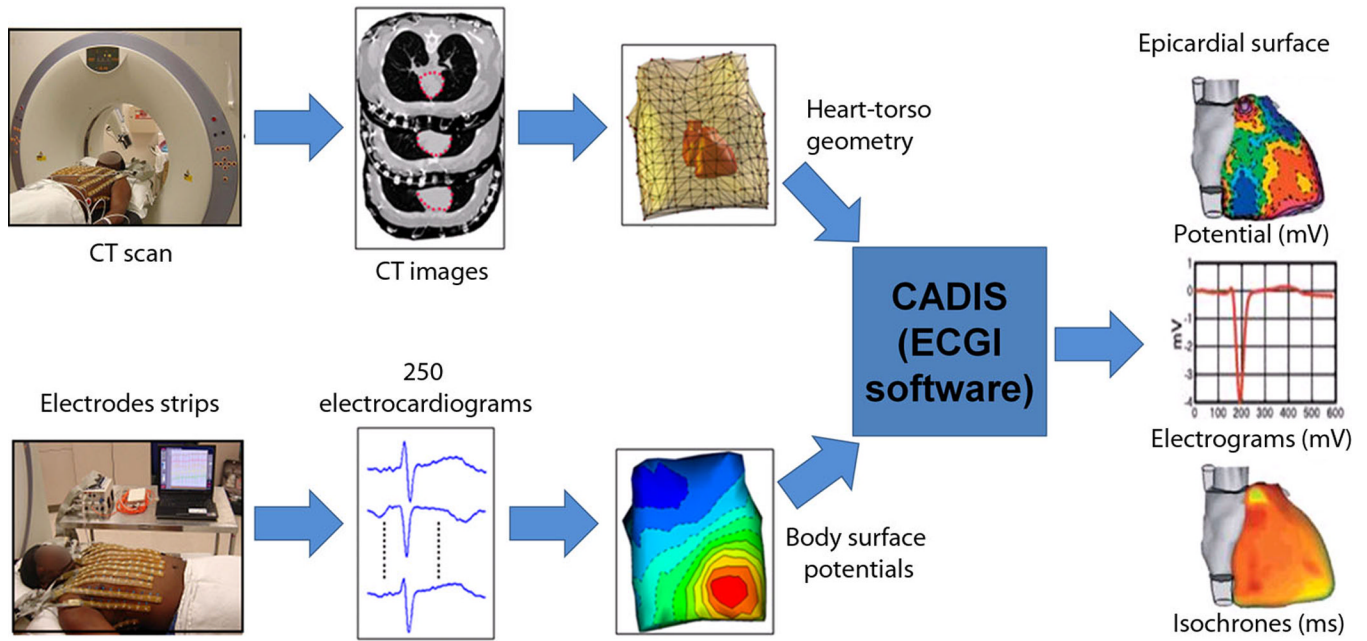 CT scan
CT images
Heart-torso
geometry
Electrodes strips
250
electrocardiograms
Body surface
potentials
CADIS
(ECGI
software)
Epicardial surface
Potential (mV)
1
0
-1
-2
-3
-4
mV
0 100 200 300 400 500 600
Electrograms (mV)
Isochrones (ms)